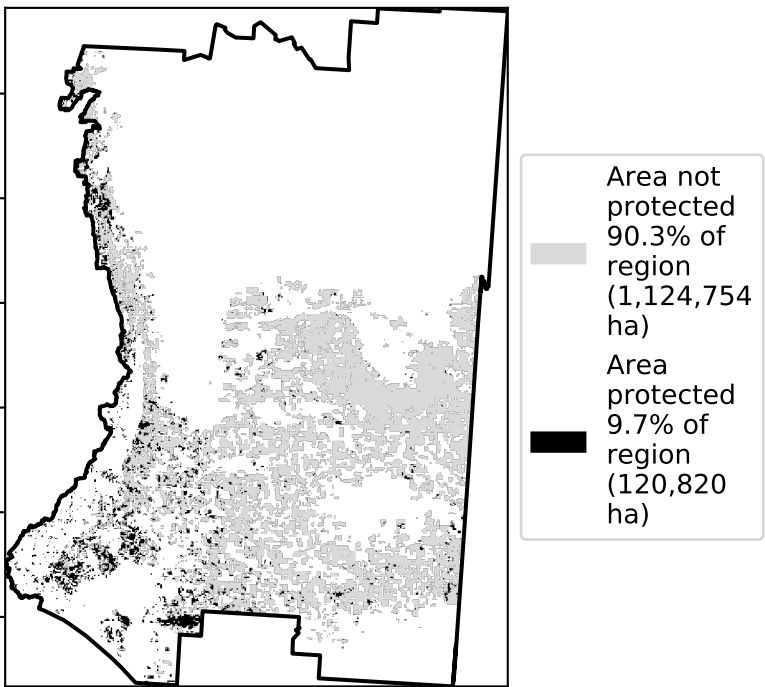 Area not
protected
90.3% of
region
(1,124,754
ha)
Area
protected
9.7% of
region
(120,820
ha)